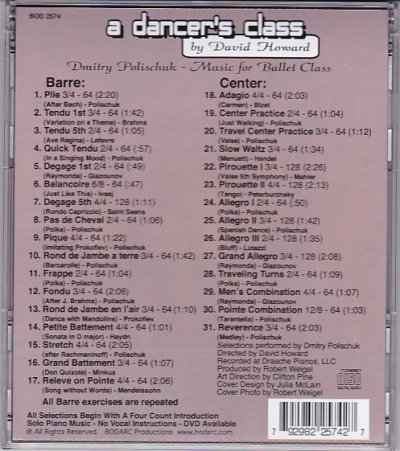 BOD 2574
a dancer's class
by David Howard
Dmitry Polischuk - Music for Ballet Class
Barre:
1. Plie 3/4 - 64 (2:20)
(After Bach) - Polischuk
2. Tendu 1st 3/4 - 64 (1:42)
(Variation on a Theme) - Brahms
3. Tendu 5th 2/4 - 64 (1:05)
(Ave Regina) - Lefevrs
4. Quick Tendu 2/4 - 64 (:57)
(In a Singing Mood) - Polischuk
5. Degage 1st 2/4 - 64 (:49)
(Raymonda) - Glazounov
6. Balancoire 6/8 - 64 (:37)
(Just Like This) - Ivasj
7. Degage 5th 4/4 - 128 (1:11)
(Rondo Capriccio) - Saint Saens
8. Pas de Cheval 2/4 - 64 (1:06)
(Polka) - Polischuk
9. Pique 4/4 - 64 (1:22)
(Imitating Prokofiev) - Polischuk
10. Rond de Jambe a terre 3/4 - 64 (1:42)
(Barcarolle) - Polischuk
11. Frappe 2/4 - 64 (1:04)
(Polka) - Polischuk
12. Fondu 3/4 - 64 (2:06)
(After J. Brahma) - Polischuk
13. Rond de Jambe en l'air 3/4 - 64 (1:10)
(Dance with Mandolins) - Prokofiev
14. Petite Battement 4/4 - 64 (1:01)
(Sonata in D major) - Haydn
15. Stretch 4/4 - 64 (2:05)
(after Rachmaninoff) - Polischuk
16. Grand Battement 3/4 - 64 (1:07)
(Don Quixote) - Minkus
17. Releve on Pointe 4/4 - 64 (2:02)
(Song without Words) - Mendelssohn
All Barre exercises are repeated
Center:
18. Adagio 4/4 - 64 (2:03)
(Carmen) - Bizet
19. Center Practice 2/4 - 64 (1:04)
(Just Walking) - Polischuk
20. Travel Center Practice 3/4 - 64 (1:12)
(Valse) - Polischuk
21. Slow Waltz 3/4 - 64 (1:34)
(Menuett) - Handel
22. Pirouette I 3/4 - 128 (2:26)
(Valse 5th Symphony) - Mahler
23. Pirouette II 4/4 - 128 (2:13)
(Tango) - Peterburzhsky
24. Allegro I 2/4 - 64 (:50)
(Polka) - Polischuk
25. Allegro II 3/4 - 128 (1:42)
(Spanish Dance) - Polischuk
26. Allegro III 2/4 - 128 (1:35)
(Bluff) - Lutazzi
27. Grand Allegro 3/4 - 128 (2:08)
(Raymonda) - Glazounov
28. Traveling Turns 2/4 - 64 (1:09)
(Polka) - Polischuk
29. Men's Combination 4/4 - 64 (1:07)
(Raymonda) - Glazounov
30. Pointe Combination 12/8 - 64 (1:03)
(Tarantella) - Polischuk
31. Reverence 3/4 - 64 (2:03)
(Medley) - Polischuk
Selections performed by Dmitry Polischuk
Directed by David Howard
Recorded at Drasche Pianos, LLC
Produced by Robert Weigel
Art Direction by Clifton Pine
Cover Design by Julia McLain
Cover Photo by Robert Weigel
All Selections Begin With A Four Count Introduction
Solo Piano Music - No Vocal Instructions - DVD Available
℗ All Rights Reserved. BODARC Productions www.bodarc.com
COMPACT
disc
DIGITAL AUDIO
7 92982 25742 7